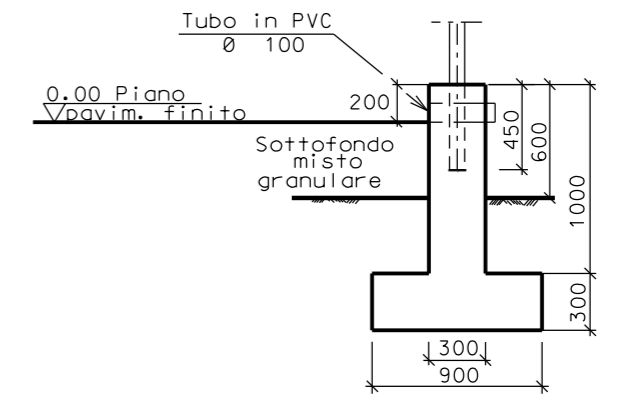 Tubo in PVC
Ø 100
0.00 Piano
pavim. finito
200
Sottofondo
misto
granulare
450
600
1000
300
300
900